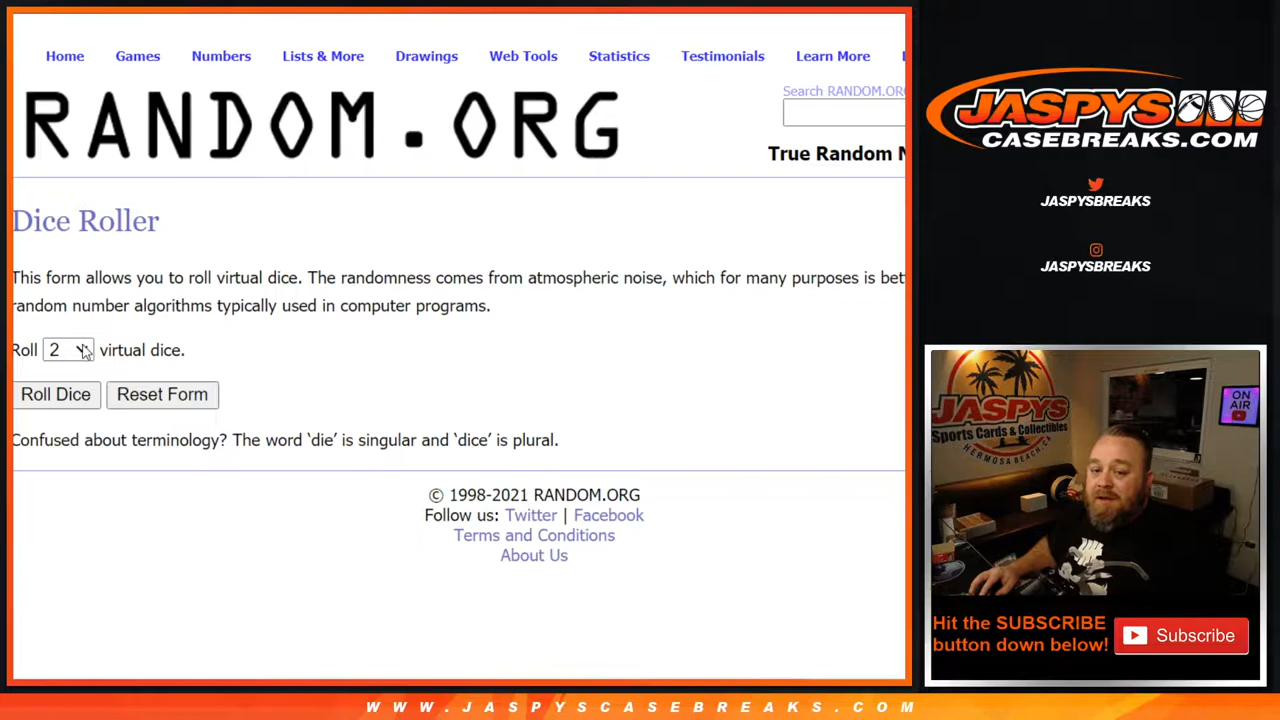 Home Games Numbers Lists & More Drawings Web Tools Statistics Testimonials Learn More
RANDOM.ORG
Search RANDOM.ORG
True Random N
Dice Roller
This form allows you to roll virtual dice. The randomness comes from atmospheric noise, which for many purposes is bet
random number algorithms typically used in computer programs.
Roll 2 virtual dice.
Roll Dice Reset Form
Confused about terminology? The word 'die' is singular and 'dice' is plural.
© 1998-2021 RANDOM.ORG
Follow us: Twitter | Facebook
Terms and Conditions
About Us
JASPYS
CASEBREAKS.COM
JASPYSBREAKS
JASPYSBREAKS
JASPYS
Sports Cards & Collectibles
HERMOSA BEACH, CA
ON
AIR
Hit the SUBSCRIBE
button down below!
Subscribe
WWW.JASPYSCASEBREAKS.COM